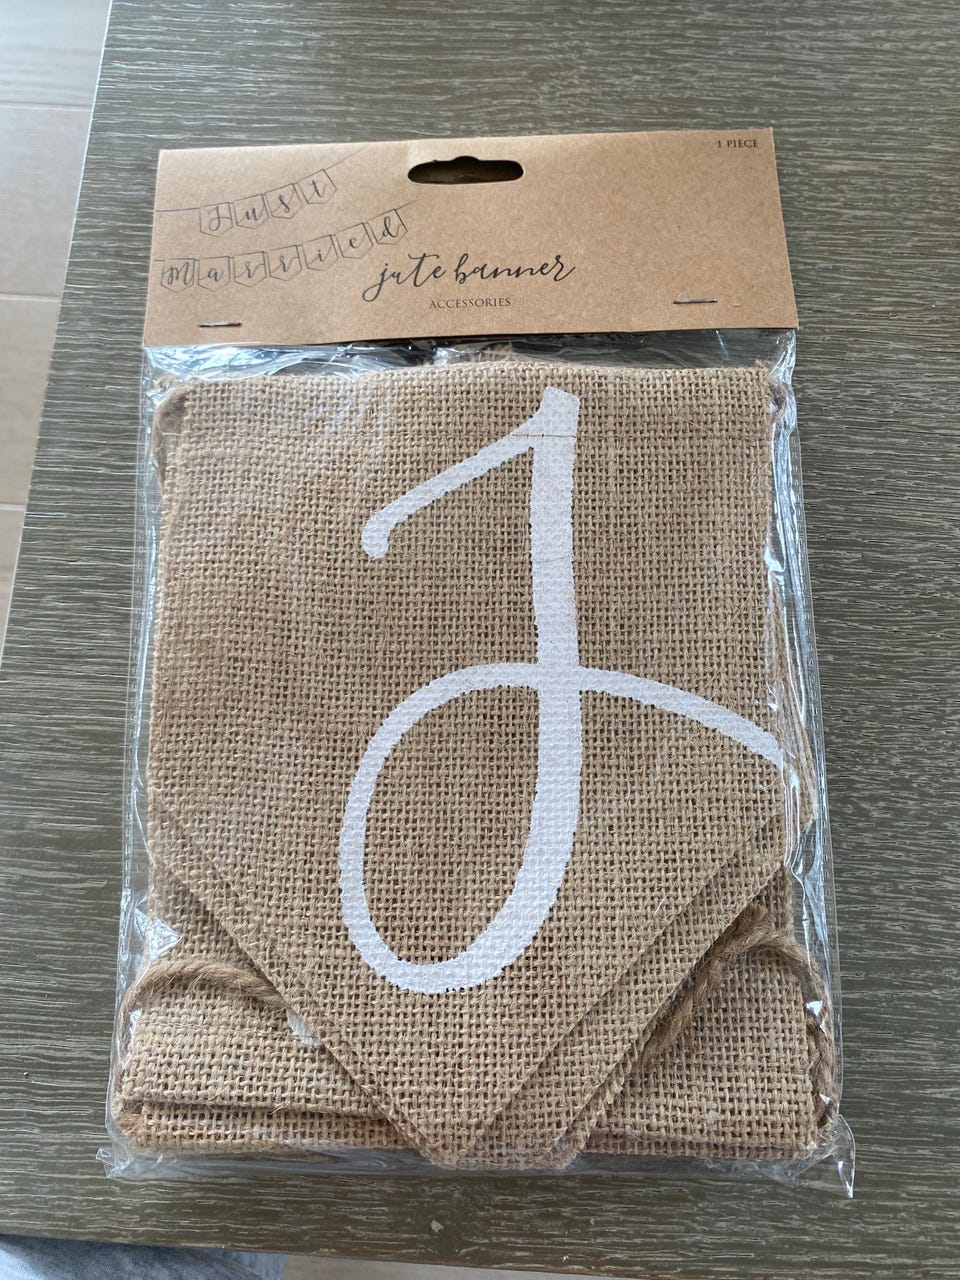 1 PIECE
Just
Married
jute banner
ACCESSORIES
J